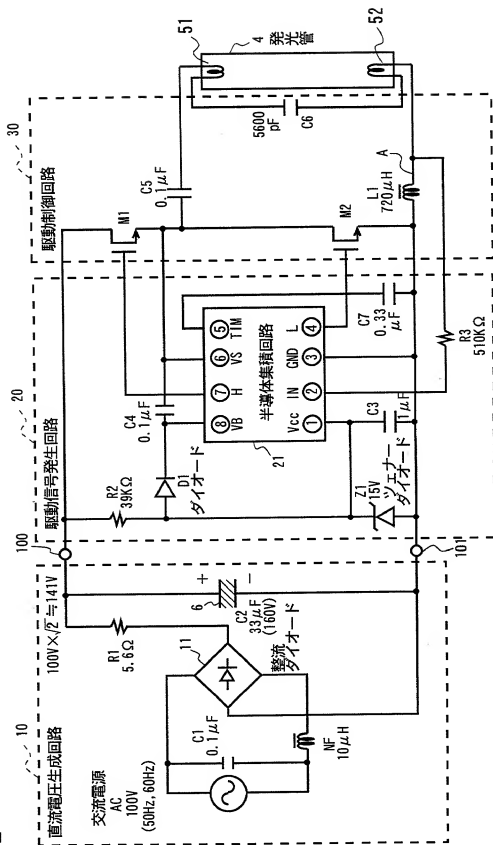 10
直流電圧生成回路
交流電源
AC
100V
(50Hz, 60Hz)
C1
0.1μF
NF
10μH
11
整流
ダイオード
R1
5.6Ω
100V×√2≒141V
6
+
−
C2
33μF
(160V)
100
101
20
駆動信号発生回路
R2
39KΩ
D1
ダイオード
Z1
15V
ツェナー
ダイオード
C3
1μF
C4
0.1μF
21
半導体集積回路
⑧ VB
⑦ H
⑥ VS
⑤ TIM
① Vcc
② IN
③ GND
④ L
C7
0.33
μF
R3
510KΩ
30
駆動制御回路
M1
M2
C5
0.1μF
L1
720μH
A
5600
pF
C6
51
4
発光管
52